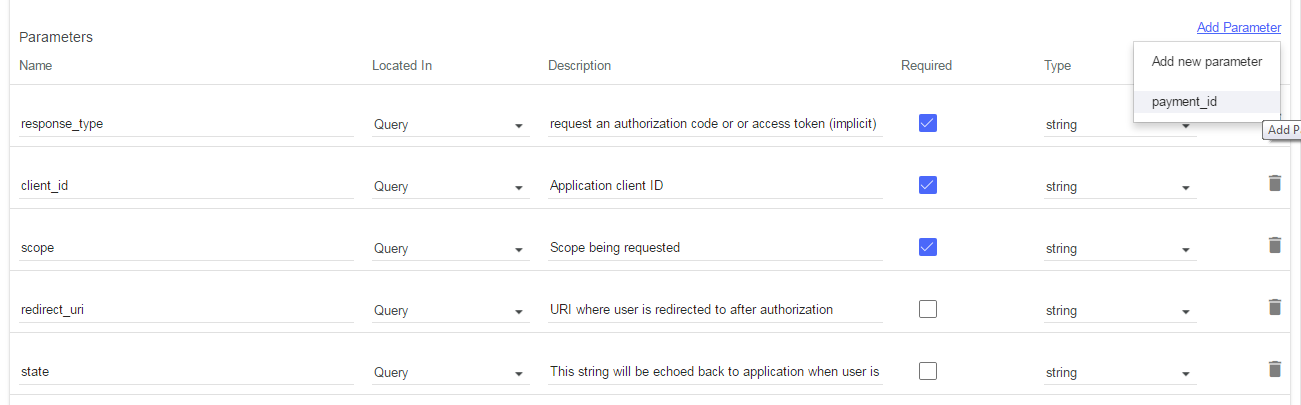 Add Parameter
Parameters
Name Located In Description Required Type
Add new parameter
payment_id
response_type Query request an authorization code or or access token (implicit) string
Add P
client_id Query Application client ID string
scope Query Scope being requested string
redirect_uri Query URI where user is redirected to after authorization string
state Query This string will be echoed back to application when user is string